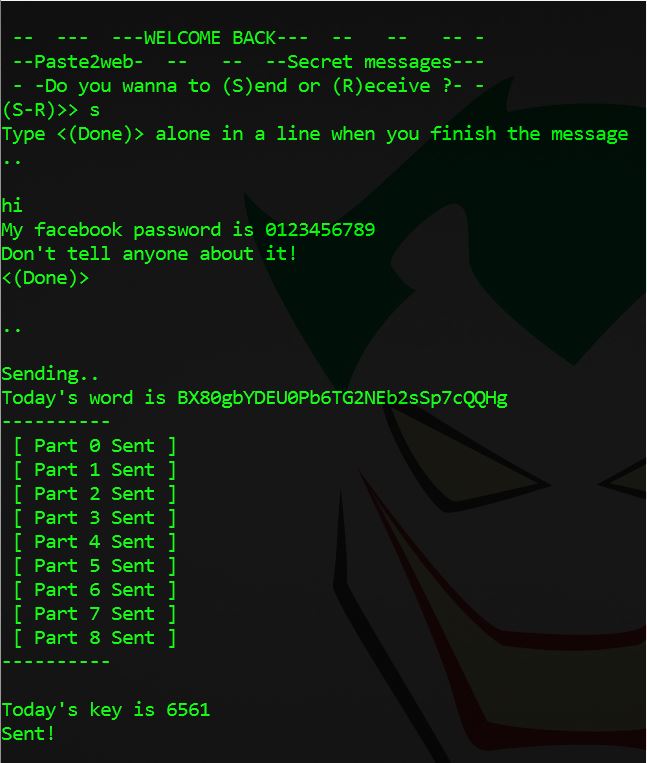 -- --- ---WELCOME BACK--- -- -- -- -
--Paste2web- -- -- --Secret messages---
- -Do you wanna to (S)end or (R)eceive ?- -
(S-R)>> s
Type <(Done)> alone in a line when you finish the message
..
hi
My facebook password is 0123456789
Don't tell anyone about it!
<(Done)>
..
Sending..
Today's word is BX80gbYDEU0Pb6TG2NEb2sSp7cQQHg
----------
[ Part 0 Sent ]
[ Part 1 Sent ]
[ Part 2 Sent ]
[ Part 3 Sent ]
[ Part 4 Sent ]
[ Part 5 Sent ]
[ Part 6 Sent ]
[ Part 7 Sent ]
[ Part 8 Sent ]
----------
Today's key is 6561
Sent!